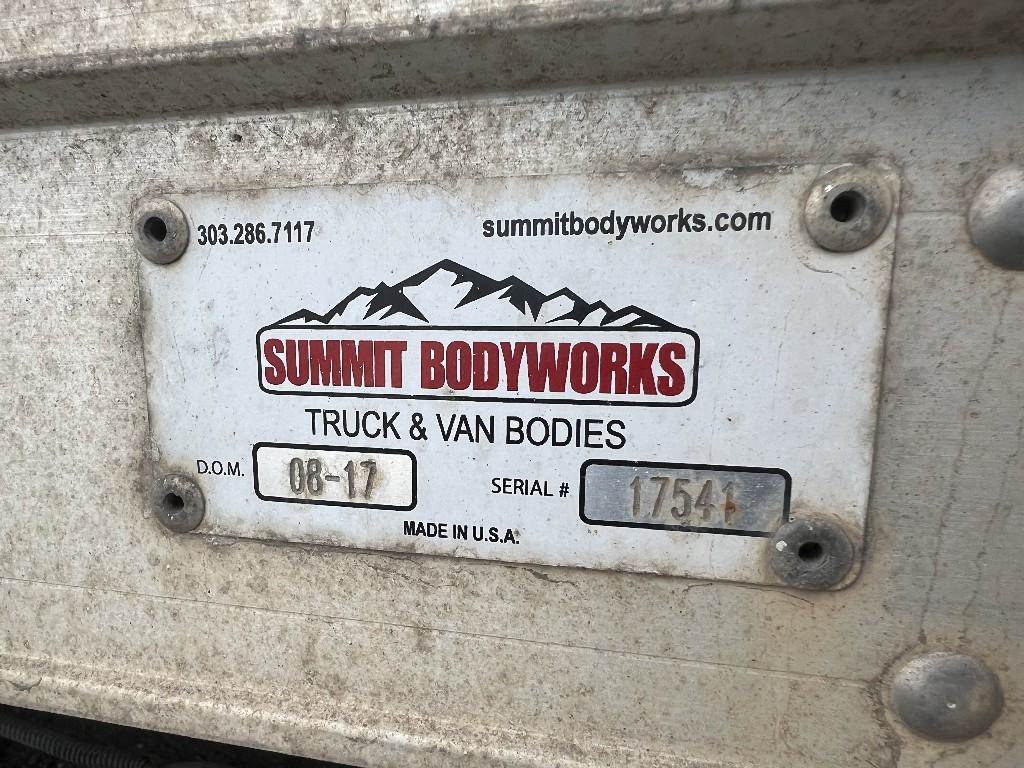 303.286.7117 summitbodyworks.com
SUMMIT BODYWORKS
TRUCK & VAN BODIES
D.O.M. 08-17 SERIAL # 17541
MADE IN U.S.A.